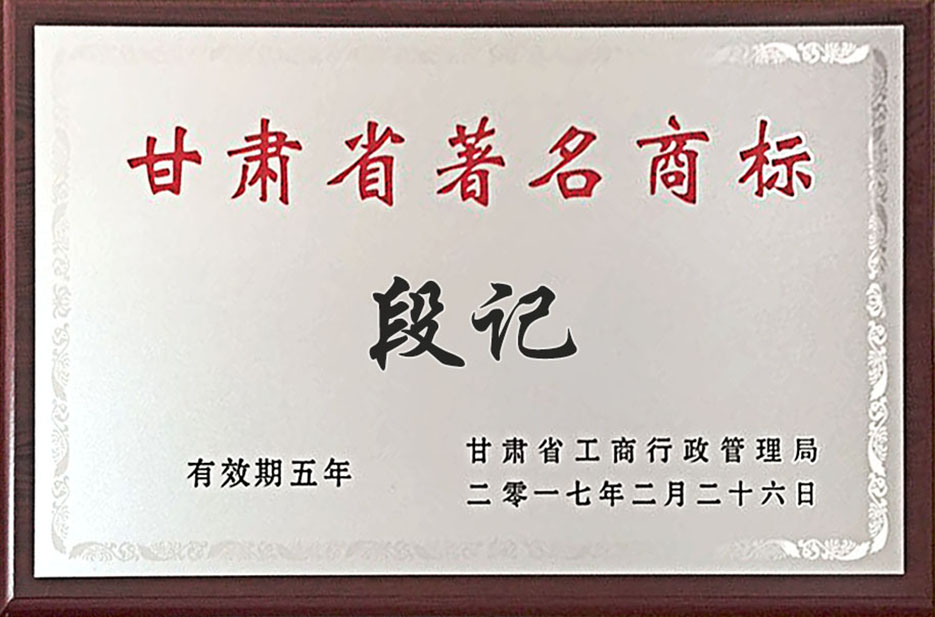 甘肃省著名商标
段记
有效期五年
甘肃省工商行政管理局
二零一七年二月二十六日